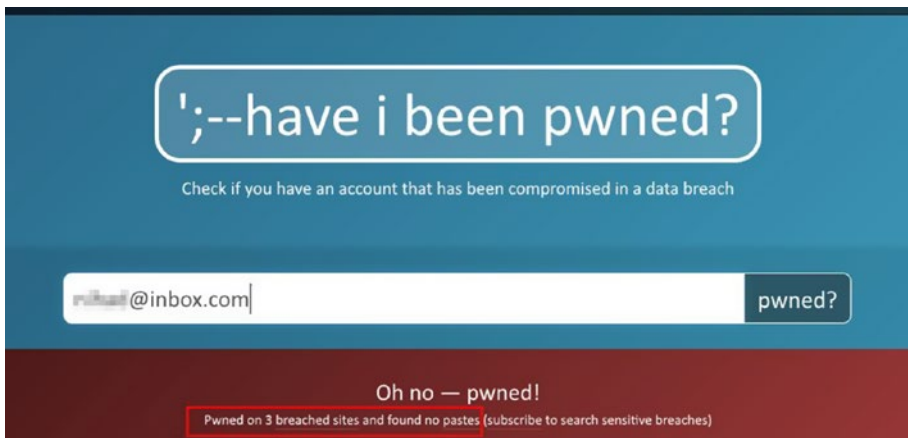 ';--have i been pwned?
Check if you have an account that has been compromised in a data breach
@inbox.com
pwned?
Oh no — pwned!
Pwned on 3 breached sites and found no pastes (subscribe to search sensitive breaches)